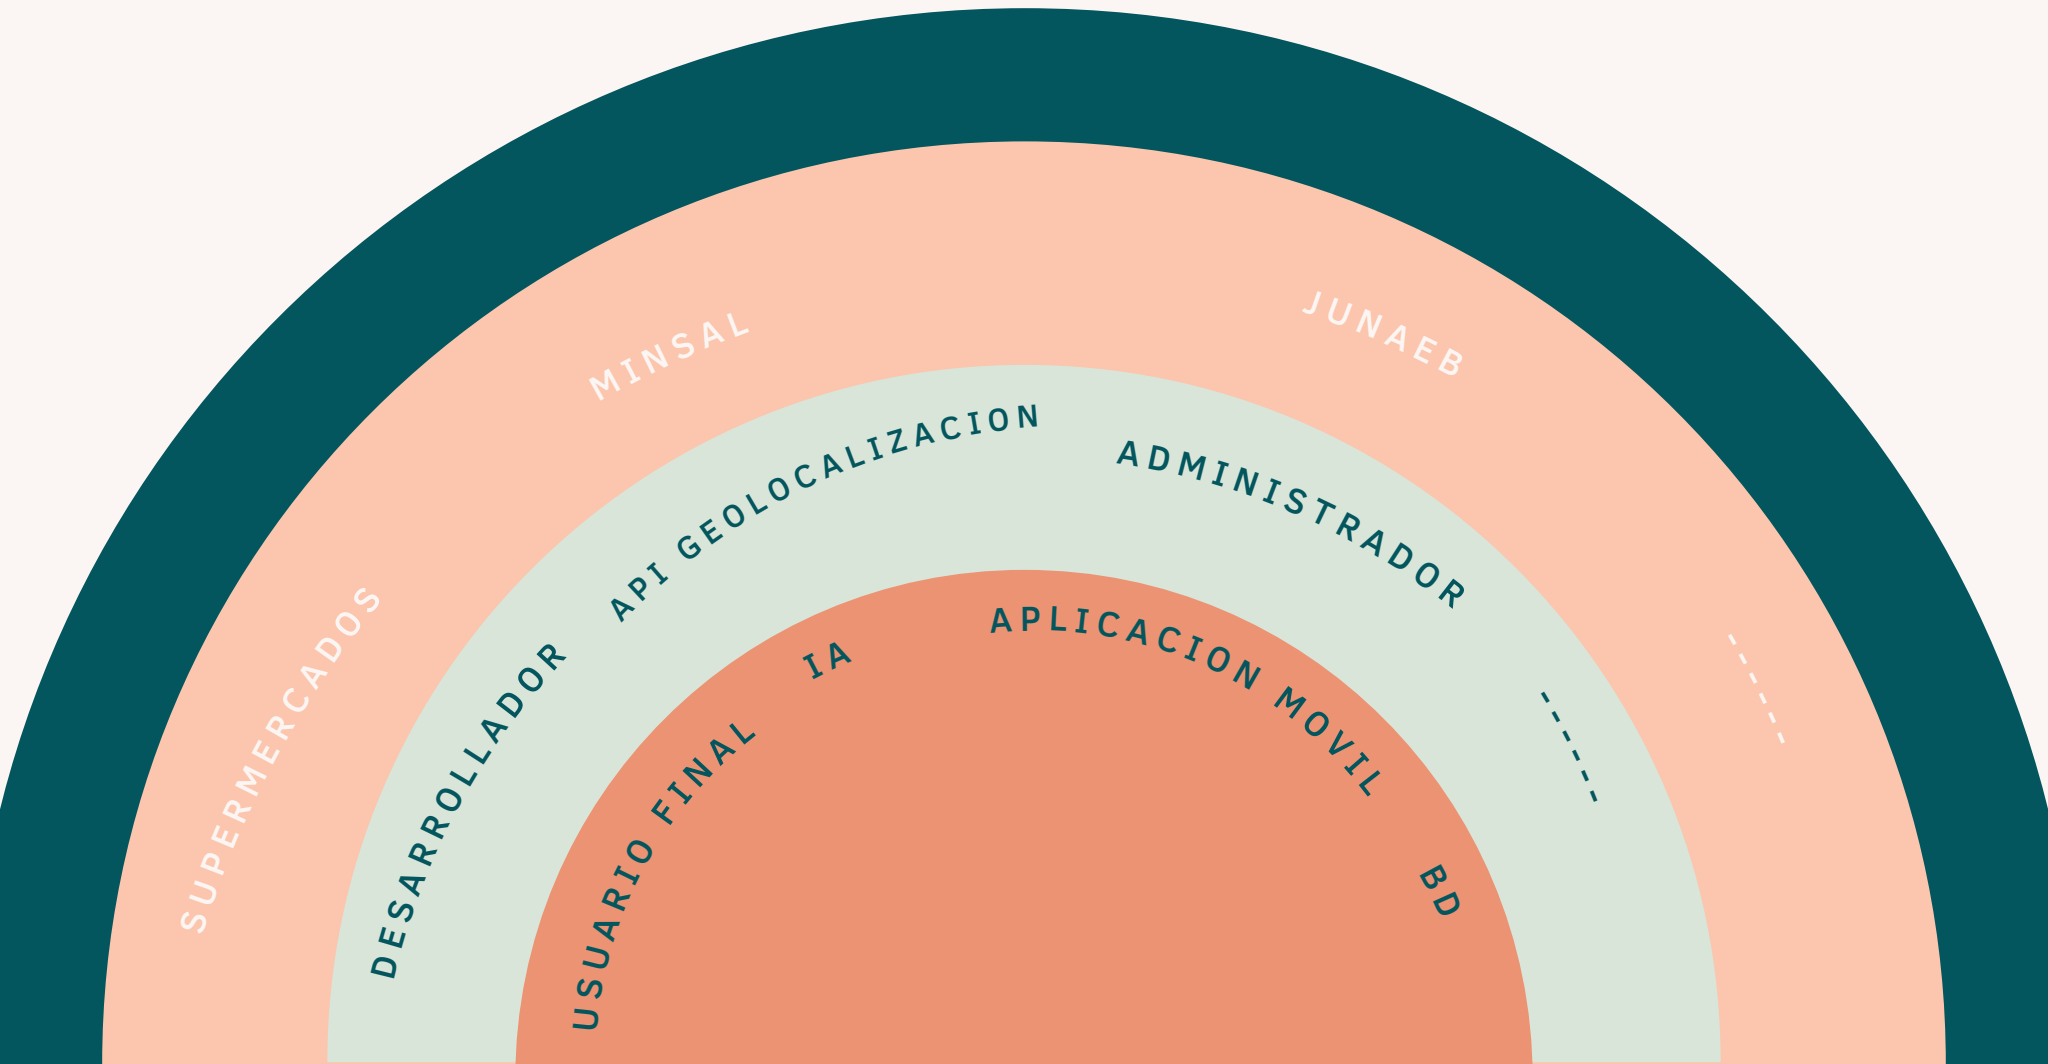 SUPERMERCADOS
MINSAL
JUNAEB
------
DESARROLLADOR
API GEOLOCALIZACION
ADMINISTRADOR
------
USUARIO FINAL
IA
APLICACION MOVIL
BD